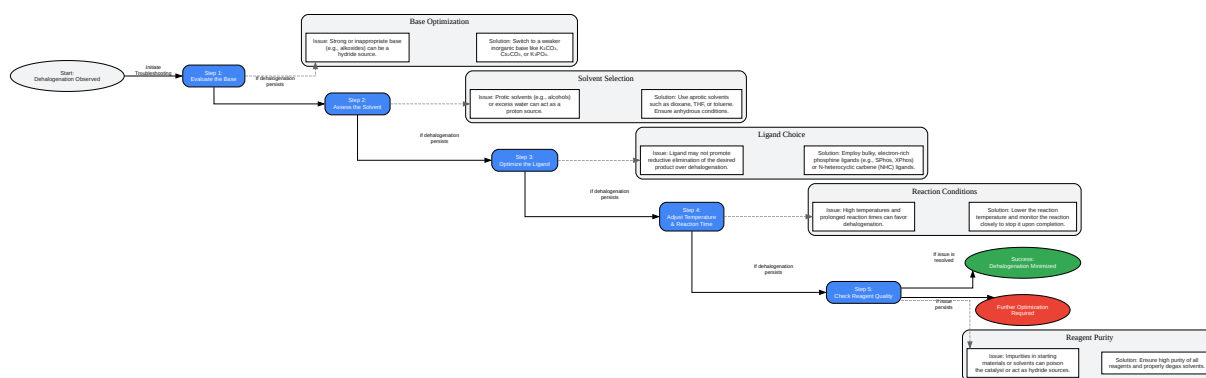 Base Optimization
Issue: Strong or inappropriate base
(e.g., alkoxides) can be a
hydride source.
Solution: Switch to a weaker
inorganic base like K₂CO₃,
Cs₂CO₃, or K₃PO₄.
Start:
Dehalogenation Observed
Initiate
Troubleshooting
Step 1:
Evaluate the Base
If dehalogenation
persists
Solvent Selection
Issue: Protic solvents (e.g., alcohols)
or excess water can act as a
proton source.
Solution: Use aprotic solvents
such as dioxane, THF, or toluene.
Ensure anhydrous conditions.
Step 2:
Assess the Solvent
If dehalogenation
persists
Ligand Choice
Issue: Ligand may not promote
reductive elimination of the desired
product over dehalogenation.
Solution: Employ bulky, electron-rich
phosphine ligands (e.g., SPhos, XPhos)
or N-heterocyclic carbene (NHC) ligands.
Step 3:
Optimize the Ligand
If dehalogenation
persists
Reaction Conditions
Issue: High temperatures and
prolonged reaction times can favor
dehalogenation.
Solution: Lower the reaction
temperature and monitor the reaction
closely to stop it upon completion.
Step 4:
Adjust Temperature
& Reaction Time
If dehalogenation
persists
If issue is
resolved
Success:
Dehalogenation Minimized
Step 5:
Check Reagent Quality
If issue
persists
Further Optimization
Required
Reagent Purity
Issue: Impurities in starting
materials or solvents can poison
the catalyst or act as hydride sources.
Solution: Ensure high purity of all
reagents and properly degas solvents.